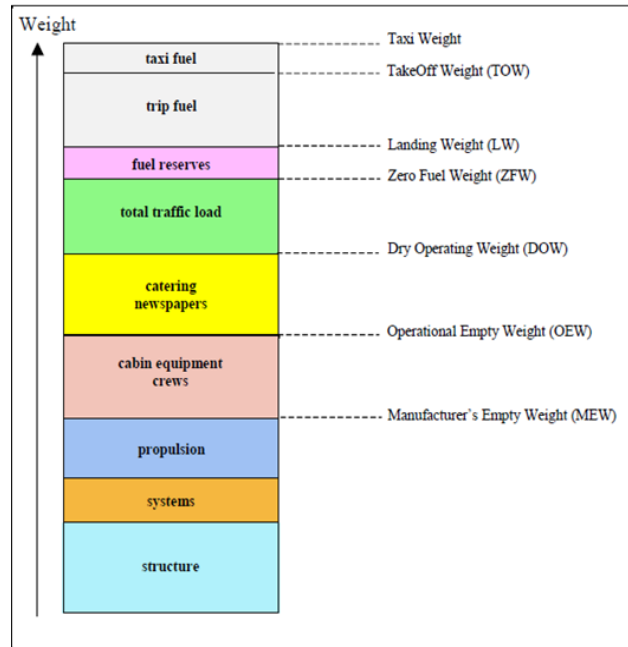 Weight
Taxi Weight
taxi fuel
TakeOff Weight (TOW)
trip fuel
Landing Weight (LW)
fuel reserves
Zero Fuel Weight (ZFW)
total traffic load
Dry Operating Weight (DOW)
catering
newspapers
Operational Empty Weight (OEW)
cabin equipment
crews
Manufacturer's Empty Weight (MEW)
propulsion
systems
structure